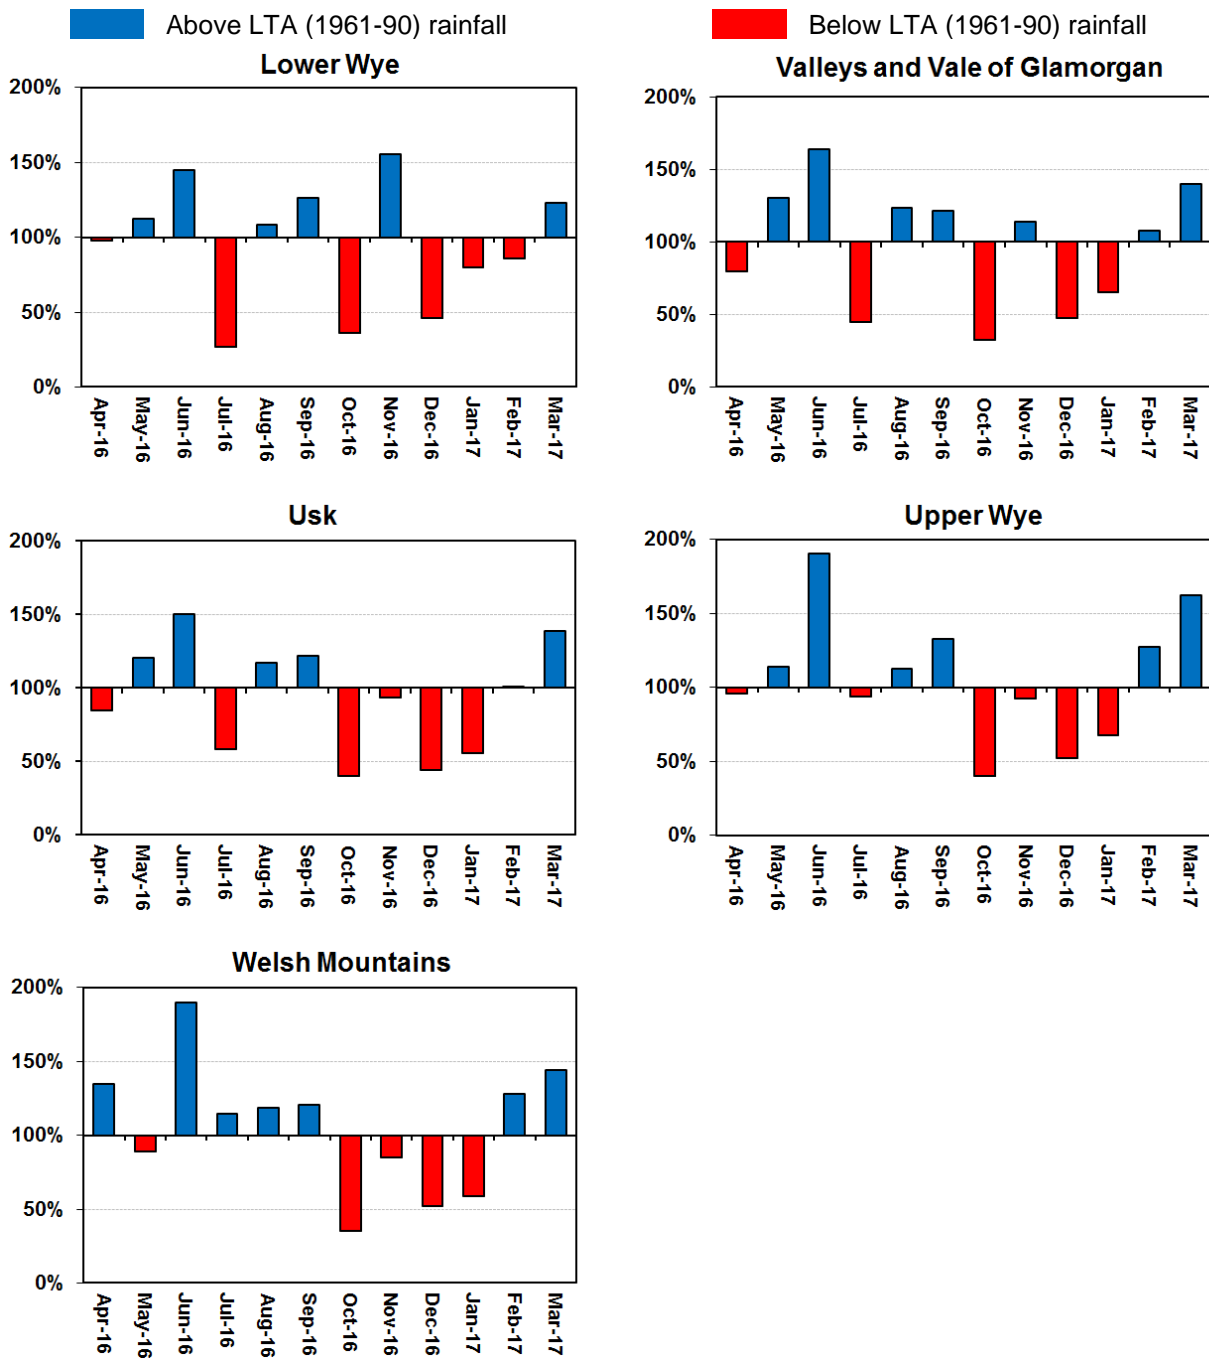 Above LTA (1961-90) rainfall
Below LTA (1961-90) rainfall
Lower Wye
200%
150%
100%
50%
0%
Apr-16
May-16
Jun-16
Jul-16
Aug-16
Sep-16
Oct-16
Nov-16
Dec-16
Jan-17
Feb-17
Mar-17
Valleys and Vale of Glamorgan
200%
150%
100%
50%
0%
Apr-16
May-16
Jun-16
Jul-16
Aug-16
Sep-16
Oct-16
Nov-16
Dec-16
Jan-17
Feb-17
Mar-17
Usk
200%
150%
100%
50%
0%
Apr-16
May-16
Jun-16
Jul-16
Aug-16
Sep-16
Oct-16
Nov-16
Dec-16
Jan-17
Feb-17
Mar-17
Upper Wye
200%
150%
100%
50%
0%
Apr-16
May-16
Jun-16
Jul-16
Aug-16
Sep-16
Oct-16
Nov-16
Dec-16
Jan-17
Feb-17
Mar-17
Welsh Mountains
200%
150%
100%
50%
0%
Apr-16
May-16
Jun-16
Jul-16
Aug-16
Sep-16
Oct-16
Nov-16
Dec-16
Jan-17
Feb-17
Mar-17